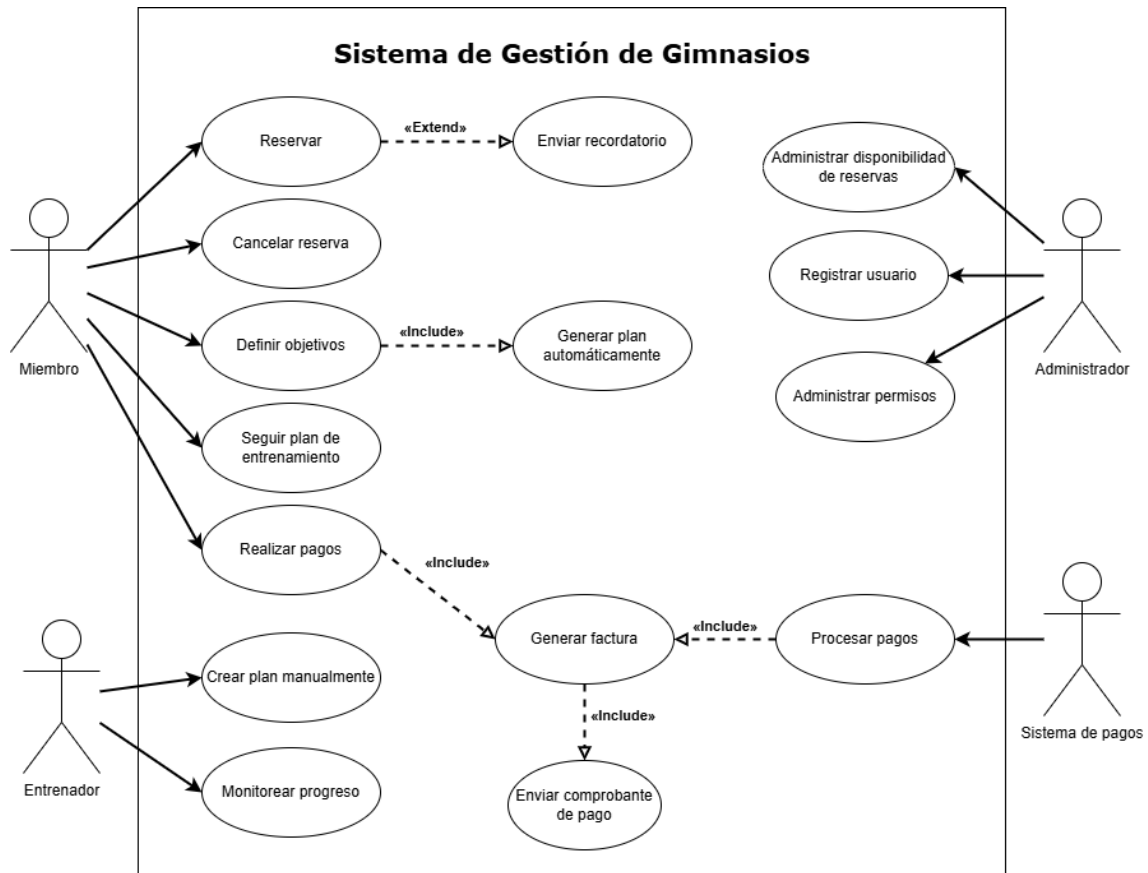 Sistema de Gestión de Gimnasios
Reservar
«Extend»
Enviar recordatorio
Administrar disponibilidad
de reservas
Cancelar reserva
Registrar usuario
Miembro
Definir objetivos
«Include»
Generar plan
automáticamente
Administrador
Administrar permisos
Seguir plan de
entrenamiento
Realizar pagos
«Include»
Generar factura
«Include»
Procesar pagos
Crear plan manualmente
«Include»
Sistema de pagos
Entrenador
Monitorear progreso
Enviar comprobante
de pago